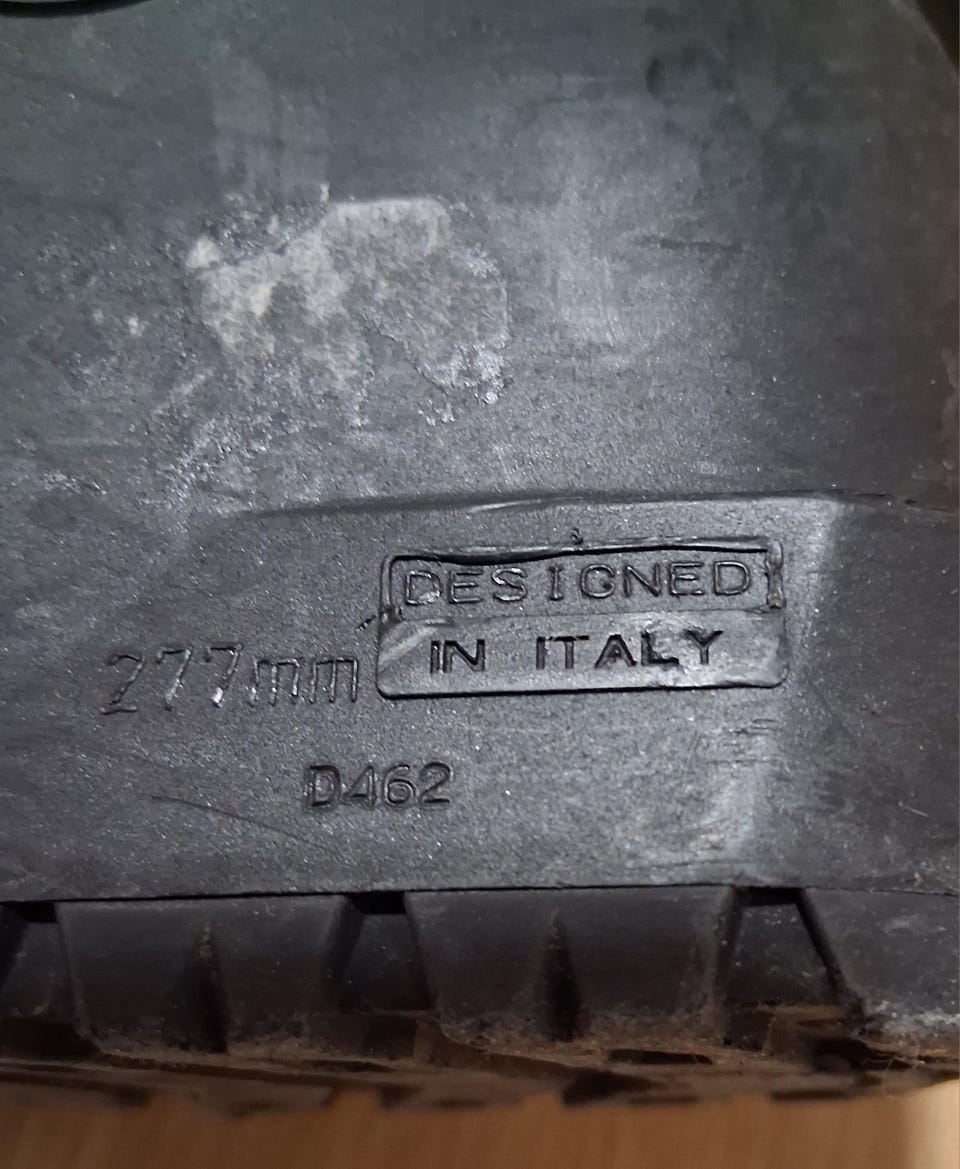 DESIGNED
IN ITALY
277mm
D462